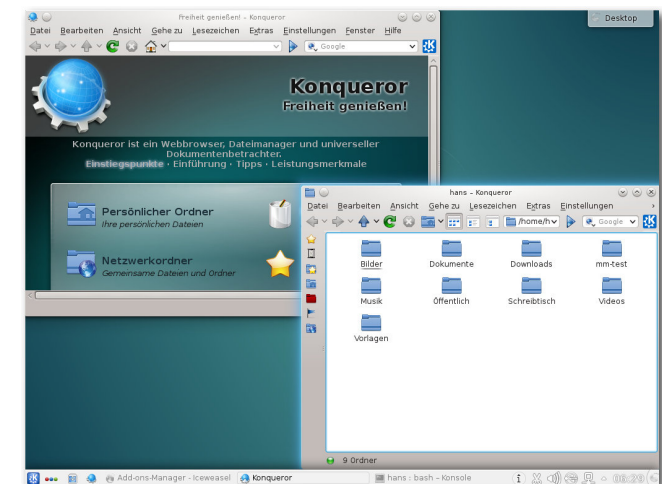 Freiheit genießen! – Konqueror
Desktop
Datei Bearbeiten Ansicht Gehe zu Lesezeichen Extras Einstellungen Fenster Hilfe
Google
Konqueror
Freiheit genießen!
Konqueror ist ein Webbrowser, Dateimanager und universeller
Dokumentenbetrachter.
Einstiegspunkte · Einführung · Tipps · Leistungsmerkmale
Persönlicher Ordner
Ihre persönlichen Dateien
Netzwerkordner
Gemeinsame Dateien und Ordner
hans – Konqueror
Datei Bearbeiten Ansicht Gehe zu Lesezeichen Extras Einstellungen
/home/h Google
Bilder Dokumente Downloads mm-test
Musik Öffentlich Schreibtisch Videos
Vorlagen
9 Ordner
Add-ons-Manager - Iceweasel Konqueror hans : bash – Konsole